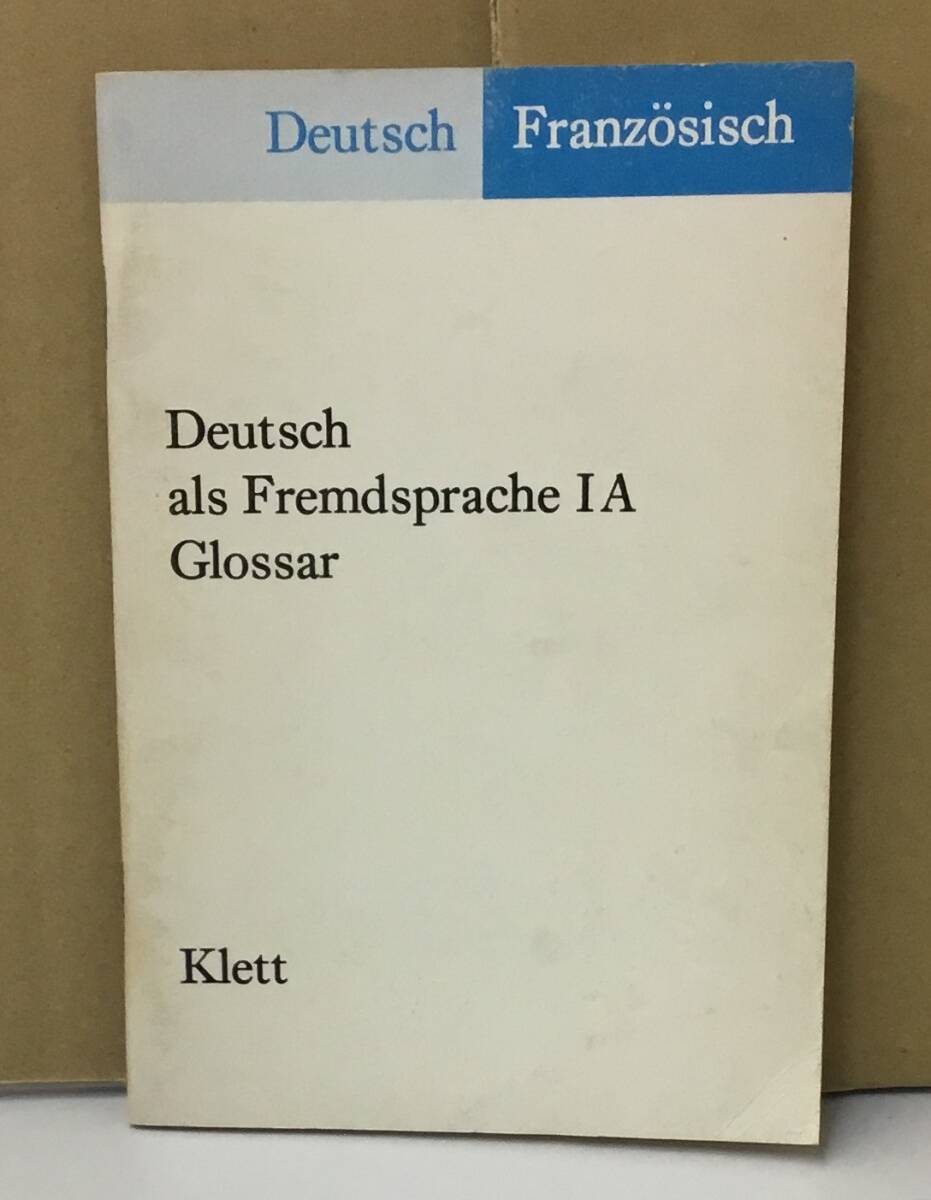 Deutsch Französisch
Deutsch
als Fremdsprache IA
Glossar
Klett